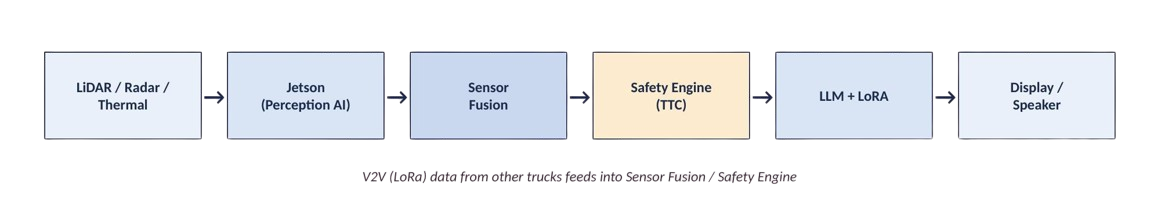 LiDAR / Radar /
Thermal
Jetson
(Perception AI)
Sensor
Fusion
Safety Engine
(TTC)
LLM + LoRA
Display /
Speaker
V2V (LoRa) data from other trucks feeds into Sensor Fusion / Safety Engine